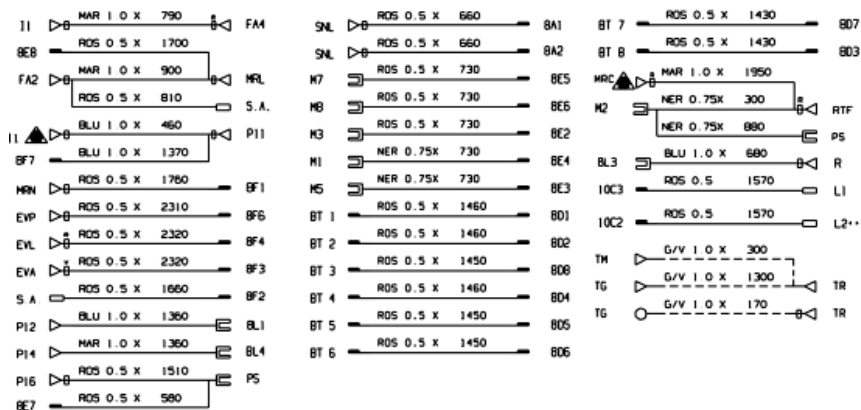 I1 MAR 1.0 X 790 FA4
8E8 ROS 0 5 X 1700
FA2 MAR 1 0 X 900 MRL
ROS 0 5 X 810 S.A.
I1 BLU 1 0 X 460 P11
8F7 BLU 1 0 X 1370
MRN ROS 0.5 X 1760 8F1
EVP ROS 0.5 X 2310 8F6
EVL ROS 0.5 X 2320 8F4
EVA ROS 0.5 X 2320 8F3
S A ROS 0.5 X 1660 8F2
P12 BLU 1.0 X 1360 BL1
P14 MAR 1.0 X 1360 BL4
P16 ROS 0.5 X 1510 PS
8E7 ROS 0.5 X 580
SNL ROS 0.5 X 660 8A1
SNL ROS 0.5 X 660 8A2
M7 ROS 0.5 X 730 8E5
M8 ROS 0.5 X 730 8E6
M3 ROS 0.5 X 730 8E2
M1 NER 0.75X 730 8E4
M5 NER 0.75X 730 8E3
BT 1 ROS 0.5 X 1460 8D1
BT 2 ROS 0.5 X 1460 8D2
BT 3 ROS 0.5 X 1450 8D8
BT 4 ROS 0.5 X 1460 8D4
BT 5 ROS 0.5 X 1450 8D5
BT 6 ROS 0.5 X 1450 8D6
BT 7 ROS 0.5 X 1430 8D7
BT 8 ROS 0.5 X 1430 8D3
MRC MAR 1.0 X 1950
M2 NER 0.75X 300 RTF
NER 0.75X 880 PS
BL3 BLU 1.0 X 680 R
10C3 ROS 0.5 1570 L1
10C2 ROS 0.5 1570 L2++
TM G/V 1.0 X 300
TG G/V 1.0 X 1300 TR
TG G/V 1.0 X 170 TR